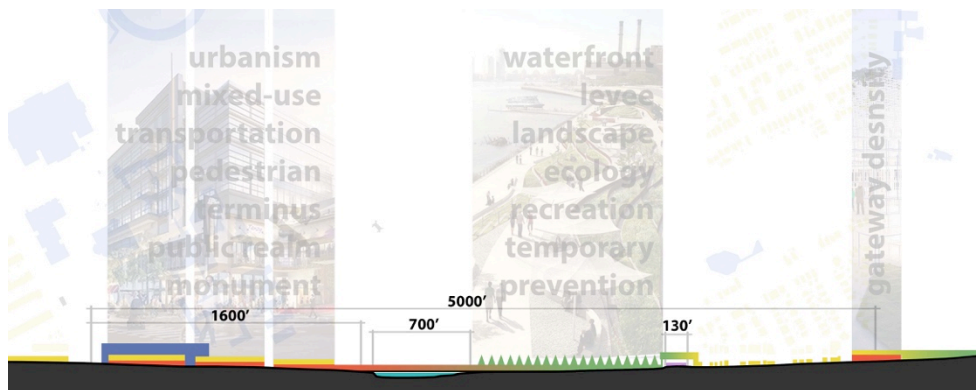 urbanism
mixed-use
transportation
pedestrian
terminus
public realm
monument
waterfront
levee
landscape
ecology
recreation
temporary
prevention
gateway desnsity
5000’
1600’
700’
130’